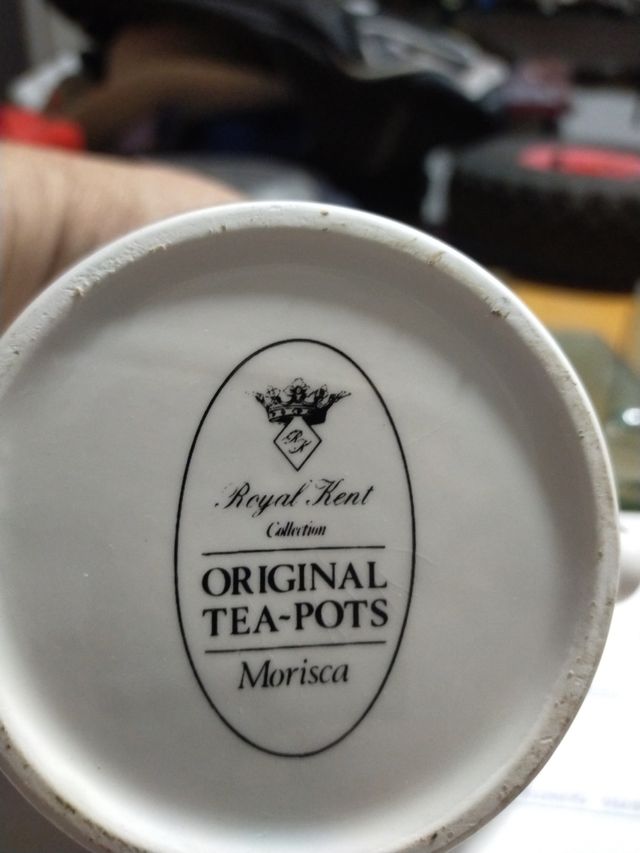 RK
Royal Kent
Collection
ORIGINAL
TEA-POTS
Morisca